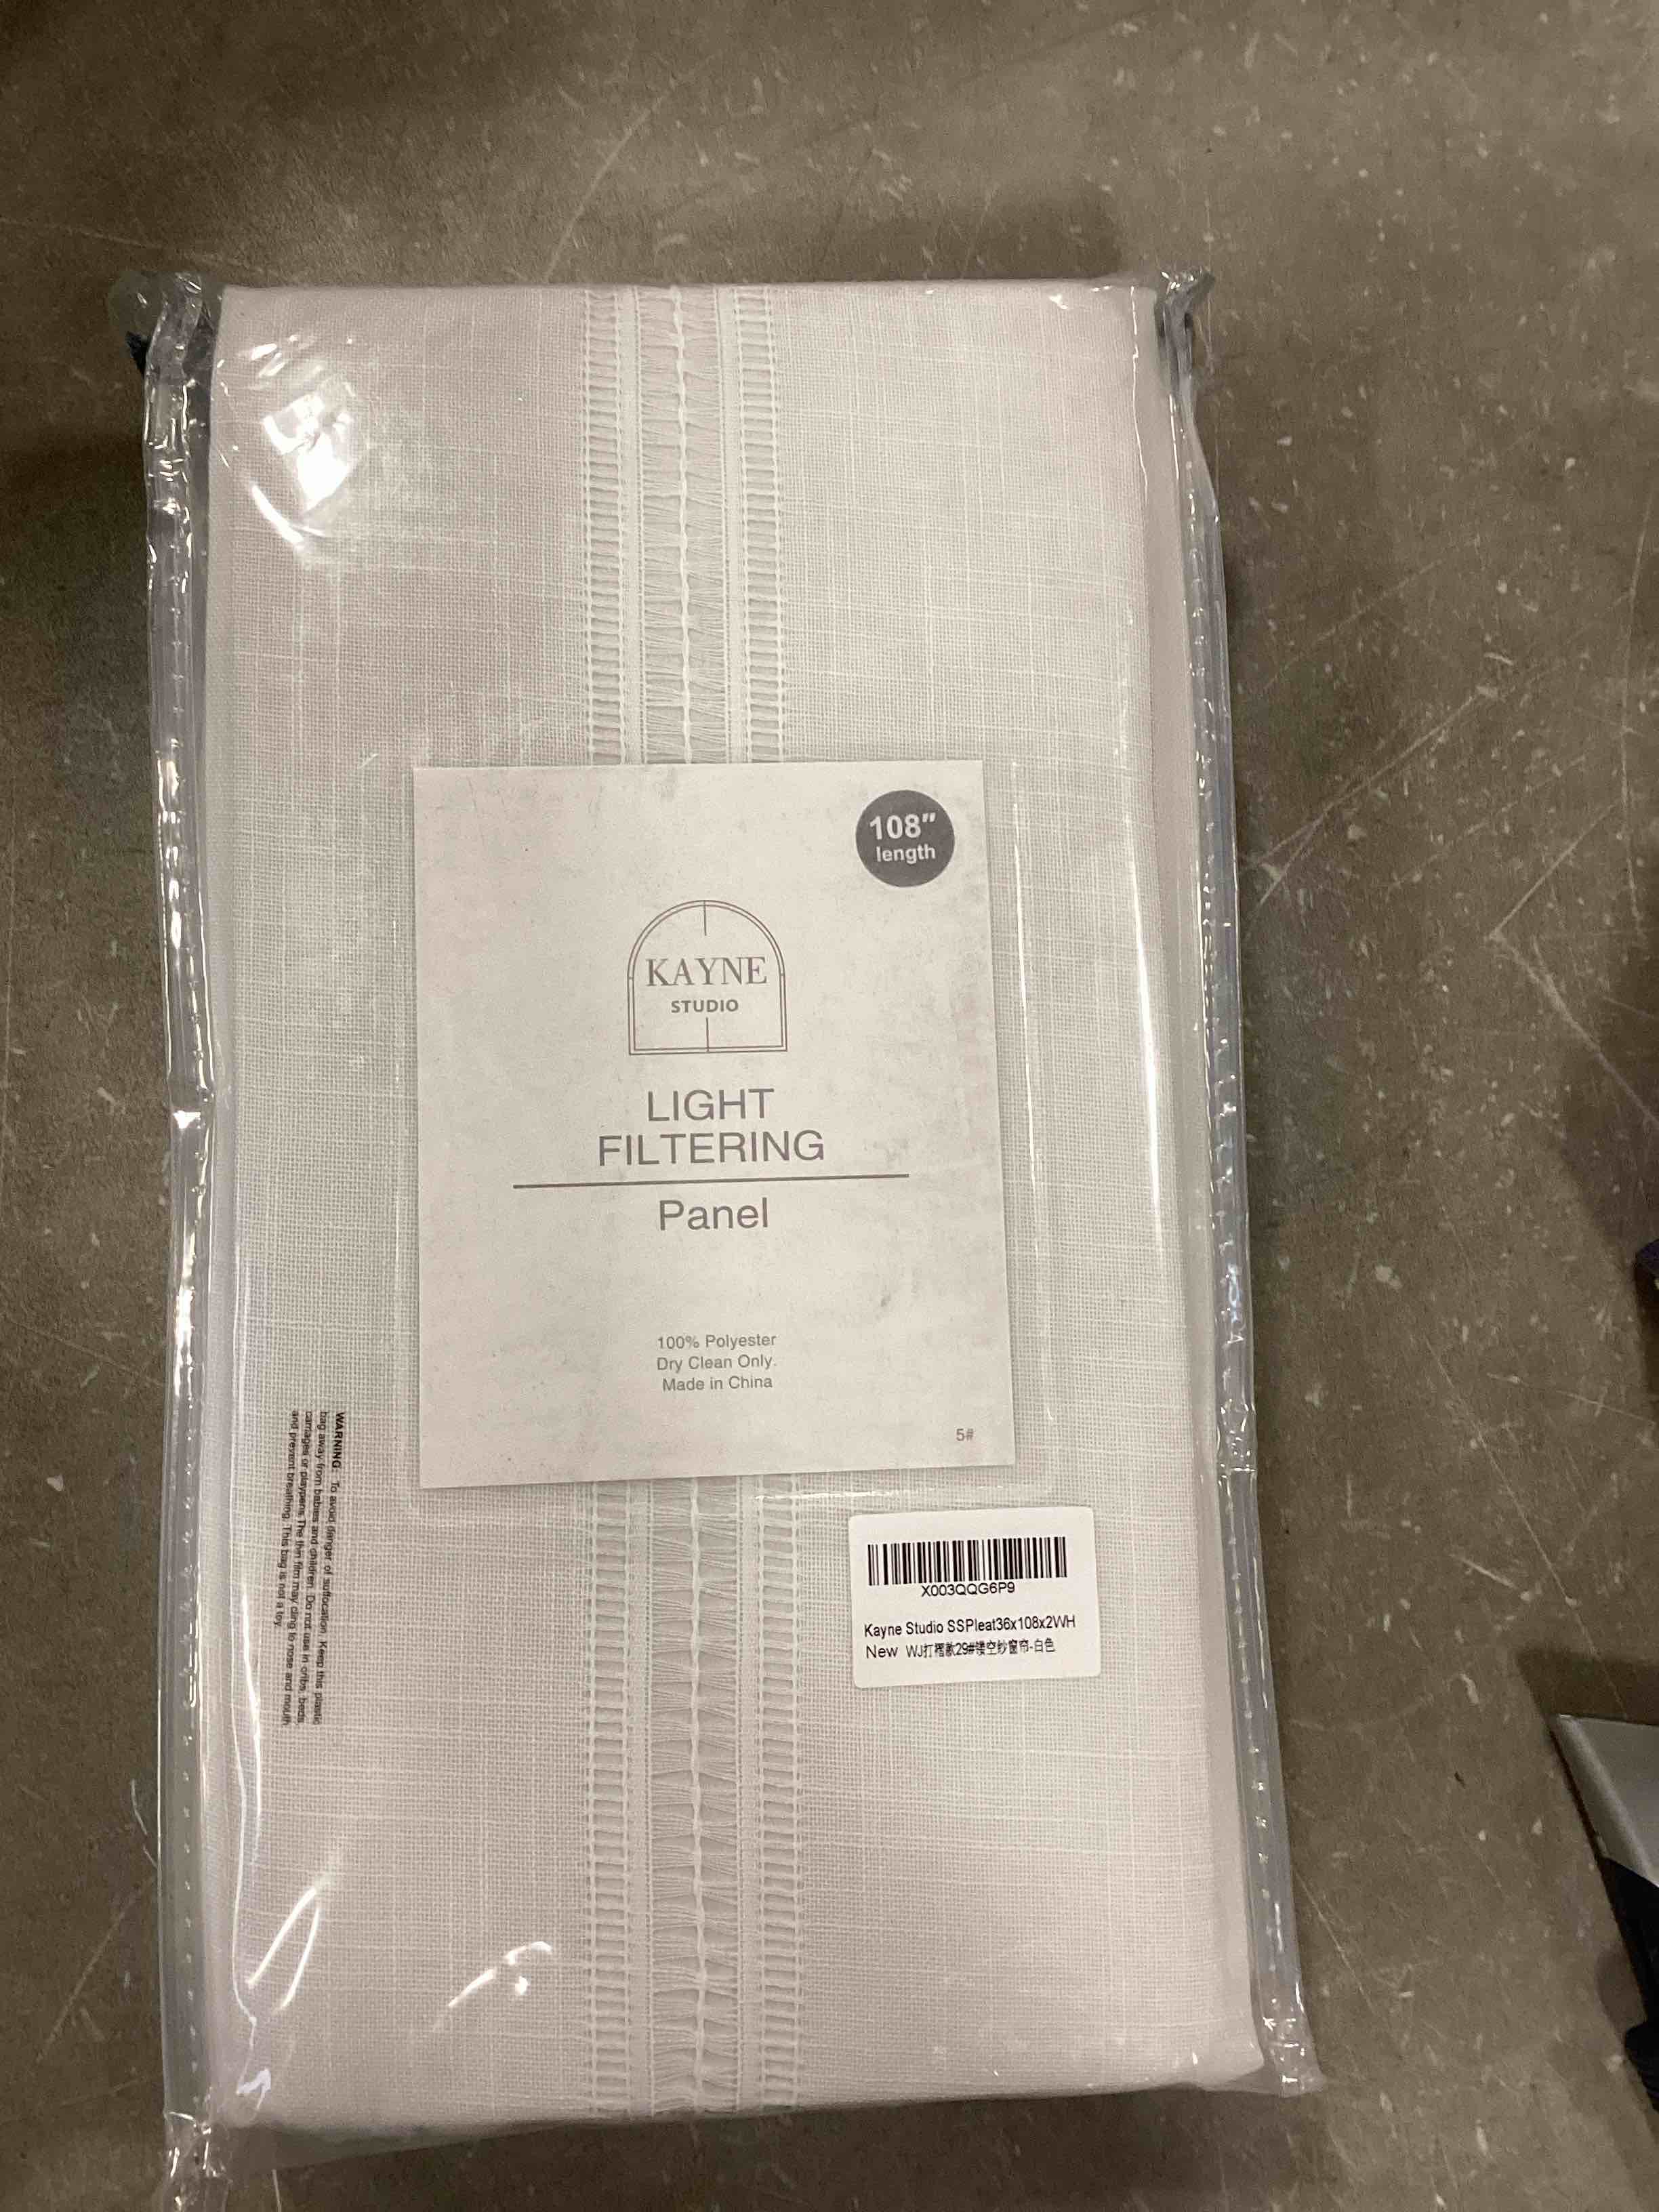 108"
length
KAYNE
STUDIO
LIGHT
FILTERING
Panel
100% Polyester
Dry Clean Only.
Made in China
5#
WARNING: To avoid danger of suffocation. Keep this plastic
bag away from babies and children. Do not use in cribs, beds,
carriages or playpens. The thin film may cling to nose and mouth
and prevent breathing. This bag is not a toy.
X003QQG6P9
Kayne Studio SSPleat36x108x2WH
New WJ打褶款29#镂空纱窗帘-白色